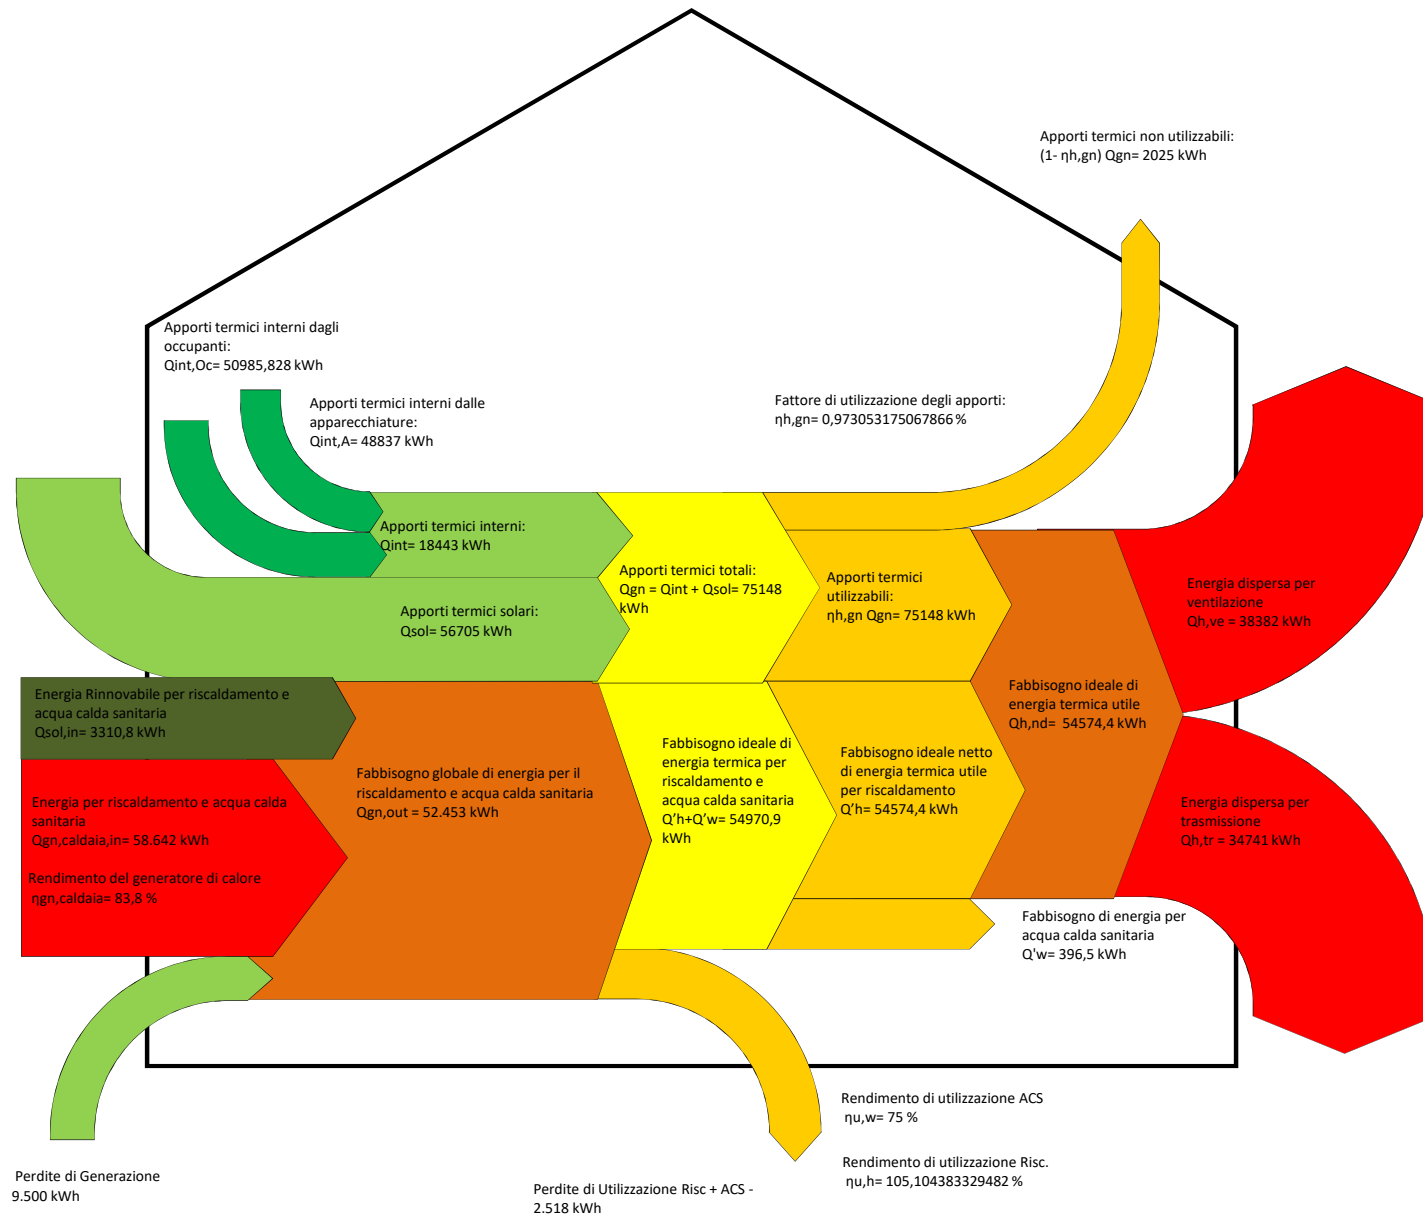 Apporti termici non utilizzabili:
(1- ηh,gn) Qgn= 2025 kWh
Apporti termici interni dagli
occupanti:
Qint,Oc= 50985,828 kWh
Apporti termici interni dalle
apparecchiature:
Qint,A= 48837 kWh
Fattore di utilizzazione degli apporti:
ηh,gn= 0,973053175067866 %
Apporti termici interni:
Qint= 18443 kWh
Apporti termici totali:
Qgn = Qint + Qsol= 75148
kWh
Apporti termici
utilizzabili:
ηh,gn Qgn= 75148 kWh
Energia dispersa per
ventilazione
Qh,ve = 38382 kWh
Apporti termici solari:
Qsol= 56705 kWh
Energia Rinnovabile per riscaldamento e
acqua calda sanitaria
Qsol,in= 3310,8 kWh
Fabbisogno ideale di
energia termica utile
Qh,nd=  54574,4 kWh
Fabbisogno globale di energia per il
riscaldamento e acqua calda sanitaria
Qgn,out = 52.453 kWh
Fabbisogno ideale di
energia termica per
riscaldamento e
acqua calda sanitaria
Q’h+Q’w= 54970,9
kWh
Fabbisogno ideale netto
di energia termica utile
per riscaldamento
Q’h= 54574,4 kWh
Energia per riscaldamento e acqua calda
sanitaria
Qgn,caldaia,in= 58.642 kWh
Rendimento del generatore di calore
ηgn,caldaia= 83,8 %
Energia dispersa per
trasmissione
Qh,tr = 34741 kWh
Fabbisogno di energia per
acqua calda sanitaria
Q'w= 396,5 kWh
Rendimento di utilizzazione ACS
ηu,w= 75 %
Rendimento di utilizzazione Risc.
ηu,h= 105,104383329482 %
Perdite di Generazione
9.500 kWh
Perdite di Utilizzazione Risc + ACS -
2.518 kWh